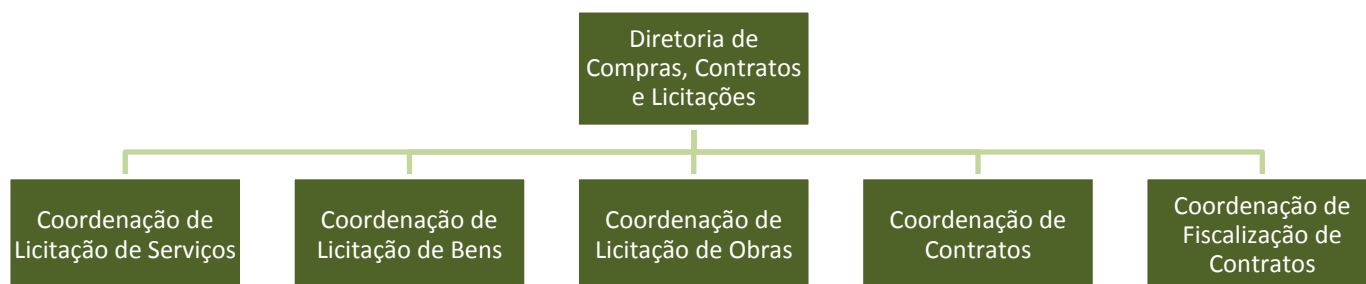 Diretoria de
Compras, Contratos
e Licitações
Coordenação de
Licitação de Serviços
Coordenação de
Licitação de Bens
Coordenação de
Licitação de Obras
Coordenação de
Contratos
Coordenação de
Fiscalização de
Contratos